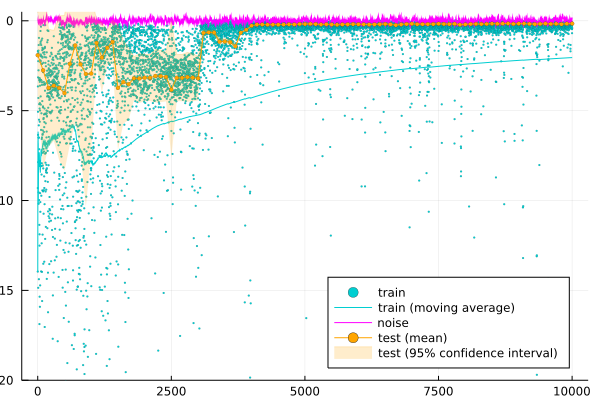 0
−5
10
15
20
train
train (moving average)
noise
test (mean)
test (95% confidence interval)
0
2500
5000
7500
10000